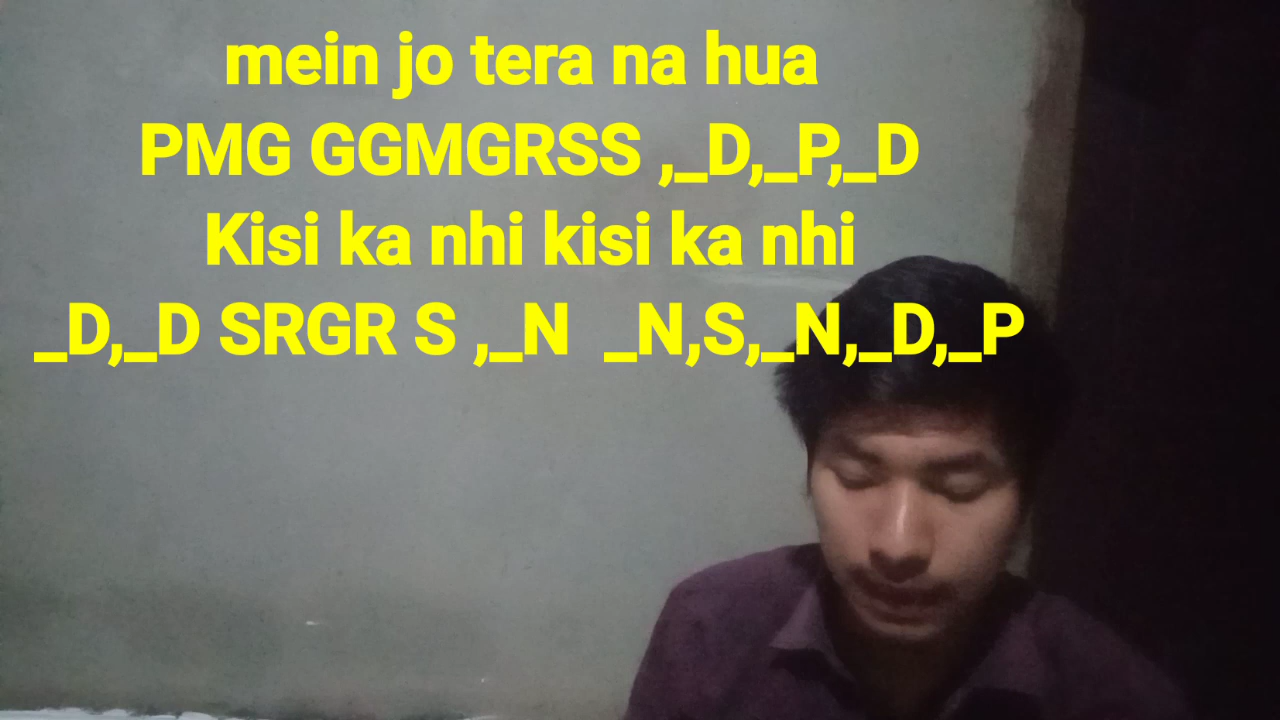 mein jo tera na hua
PMG GGMGRSS ,_D,_P,_D
Kisi ka nhi kisi ka nhi
_D,_D SRGR S ,_N  _N,S,_N,_D,_P